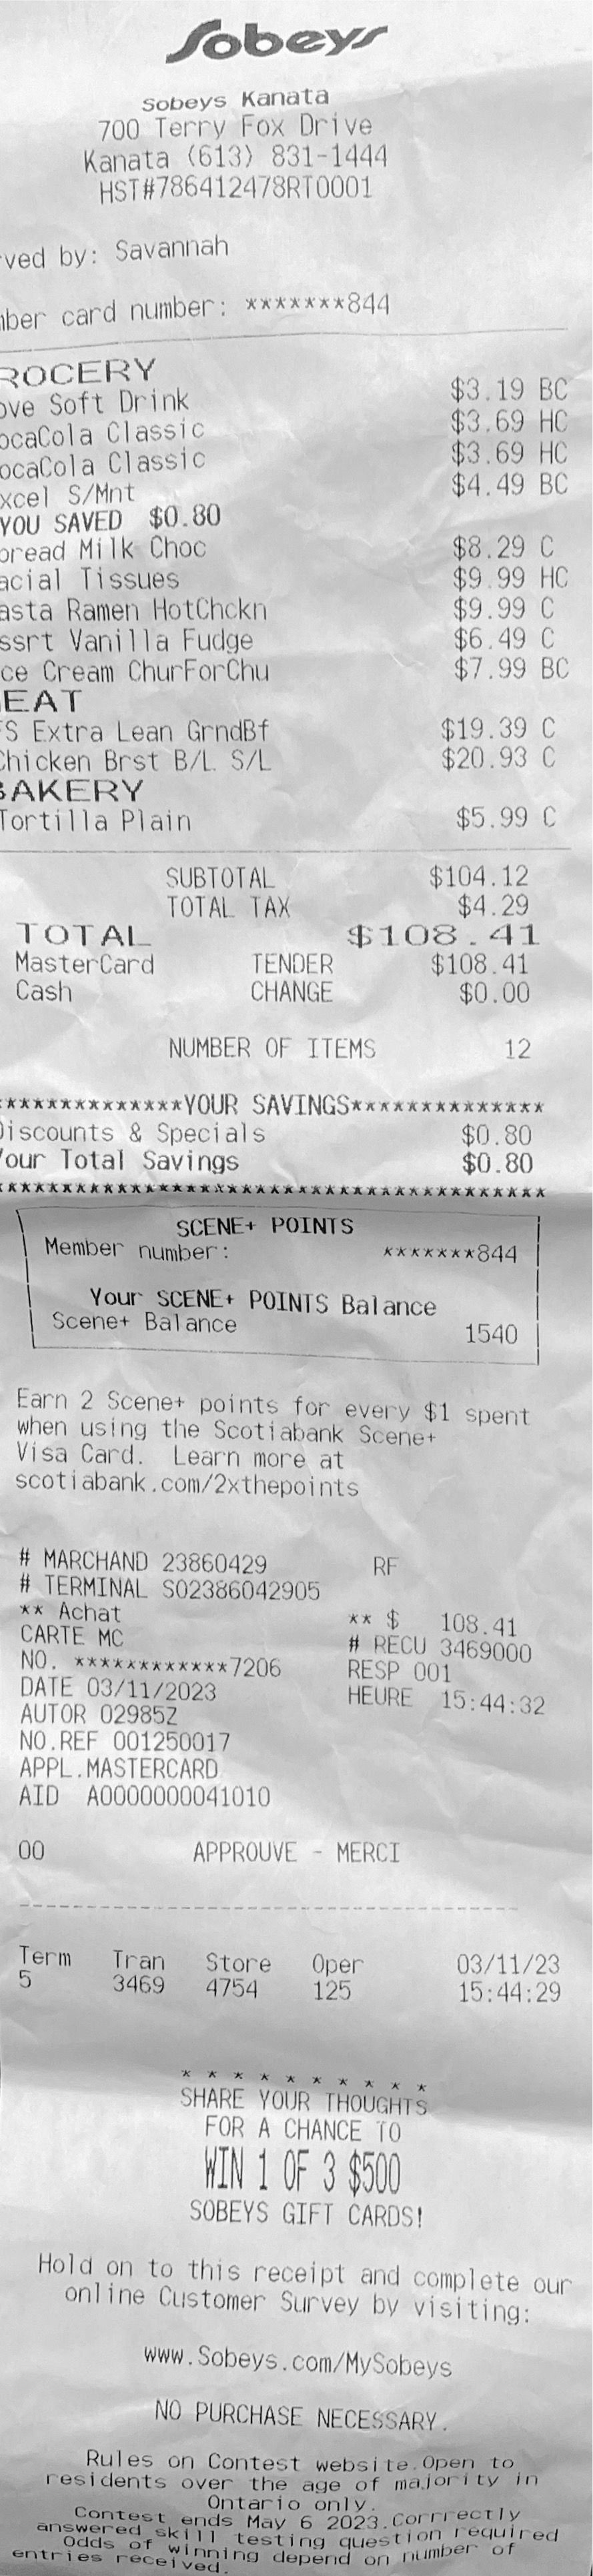 Sobeys
Sobeys Kanata
700 Terry Fox Drive
Kanata (613) 831-1444
HST#786412478RT0001
ved by: Savannah
ber card number: *******844
ROCERY
ove Soft Drink $3.19 BC
ocaCola Classic $3.69 HC
ocaCola Classic $3.69 HC
xcel S/Mnt $4.49 BC
YOU SAVED $0.80
pread Milk Choc $8.29 C
acial Tissues $9.99 HC
asta Ramen HotChckn $9.99 C
ssrt Vanilla Fudge $6.49 C
ce Cream ChurForChu $7.99 BC
EAT
FS Extra Lean GrndBf $19.39 C
Chicken Brst B/L S/L $20.93 C
BAKERY
Tortilla Plain $5.99 C
SUBTOTAL $104.12
TOTAL TAX $4.29
TOTAL $108.41
MasterCard TENDER $108.41
Cash CHANGE $0.00
NUMBER OF ITEMS 12
*************YOUR SAVINGS**************
Discounts & Specials $0.80
Your Total Savings $0.80
****************************************
SCENE+ POINTS
Member number: *******844
Your SCENE+ POINTS Balance
Scene+ Balance 1540
Earn 2 Scene+ points for every $1 spent
when using the Scotiabank Scene+
Visa Card. Learn more at
scotiabank.com/2xthepoints
# MARCHAND 23860429 RF
# TERMINAL S02386042905
** Achat ** $ 108.41
CARTE MC # RECU 3469000
NO. ************7206 RESP 001
DATE 03/11/2023 HEURE 15:44:32
AUTOR 02985Z
NO.REF 001250017
APPL.MASTERCARD
AID A0000000041010
00 APPROUVE - MERCI
Term Tran Store Oper 03/11/23
5 3469 4754 125 15:44:29
* * * * * * * * * *
SHARE YOUR THOUGHTS
FOR A CHANCE TO
WIN 1 OF 3 $500
SOBEYS GIFT CARDS!
Hold on to this receipt and complete our
online Customer Survey by visiting:
www.Sobeys.com/MySobeys
NO PURCHASE NECESSARY.
Rules on Contest website.Open to
residents over the age of majority in
Ontario only.
Contest ends May 6 2023.Corrrectly
answered skill testing question required
Odds of winning depend on number of
entries received.